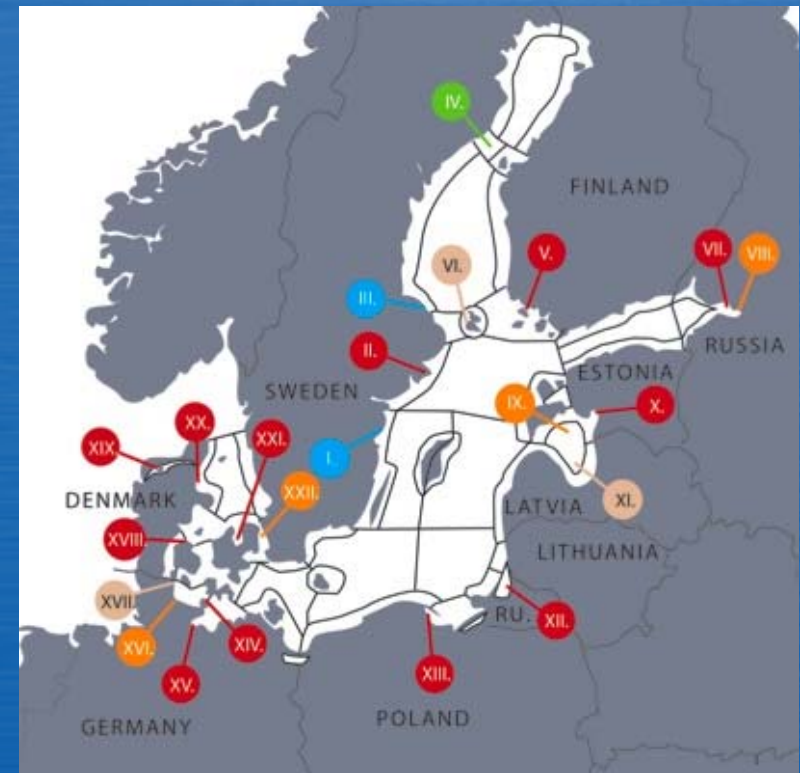 IV.
FINLAND
VI.
V.
VII.
VIII.
III.
RUSSIA
II.
ESTONIA
SWEDEN
IX.
X.
XX.
XIX.
XXI.
I.
XXII.
DENMARK
XI.
LATVIA
XVIII.
LITHUANIA
XVII.
RU.
XII.
XVI.
XIV.
XIII.
XV.
GERMANY
POLAND